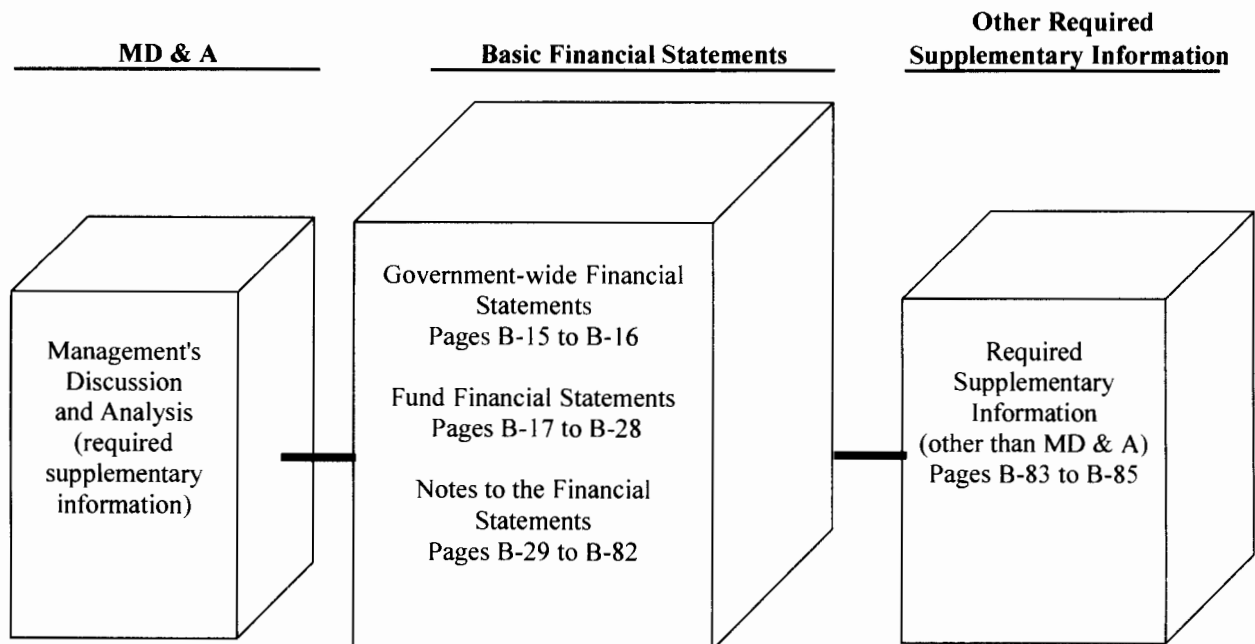 MD & A
Basic Financial Statements
Other Required
Supplementary Information
Management's
Discussion
and Analysis
(required
supplementary
information)
Government-wide Financial
Statements
Pages B-15 to B-16
Fund Financial Statements
Pages B-17 to B-28
Notes to the Financial
Statements
Pages B-29 to B-82
Required
Supplementary
Information
(other than MD & A)
Pages B-83 to B-85